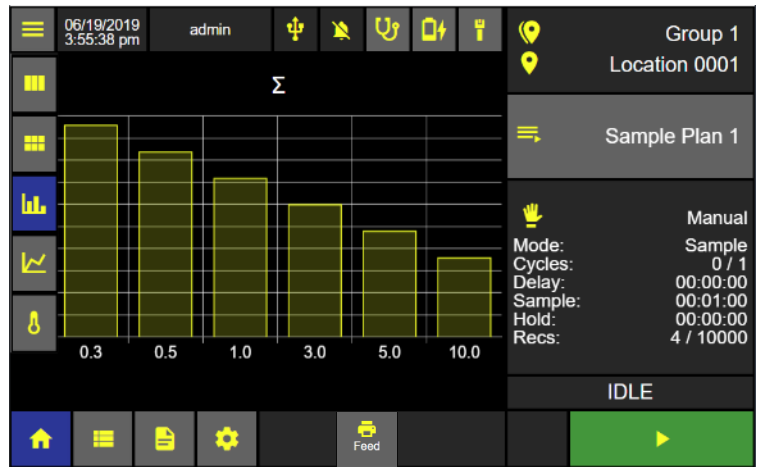 06/19/2019
3:55:38 pm
admin
Group 1
Location 0001
Σ
Sample Plan 1
Manual
Mode: Sample
Cycles: 0 / 1
Delay: 00:00:00
Sample: 00:01:00
Hold: 00:00:00
Recs: 4 / 10000
0.3 0.5 1.0 3.0 5.0 10.0
IDLE
Feed